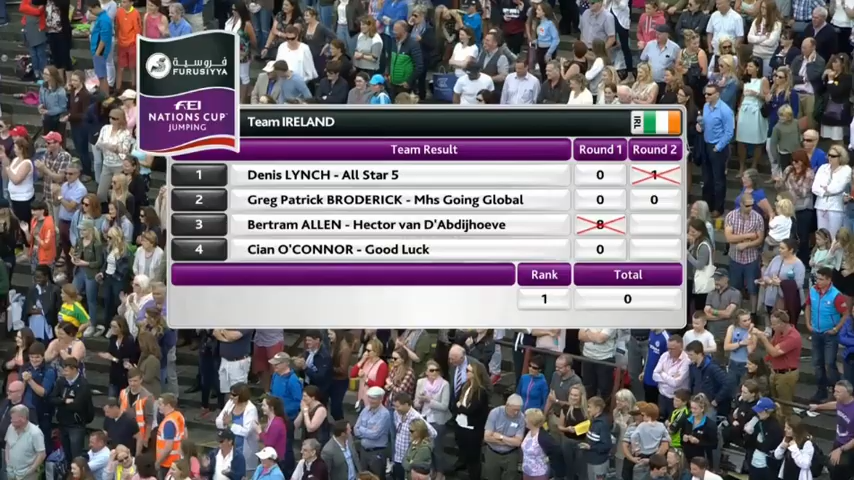 فروسية
FURUSIYYA
FEI
NATIONS CUP
JUMPING
Team IRELAND
IRL
Team Result Round 1 Round 2
1 Denis LYNCH - All Star 5 0 1
2 Greg Patrick BRODERICK - Mhs Going Global 0 0
3 Bertram ALLEN - Hector van D'Abdijhoeve 8
4 Cian O'CONNOR - Good Luck 0
Rank Total
1 0